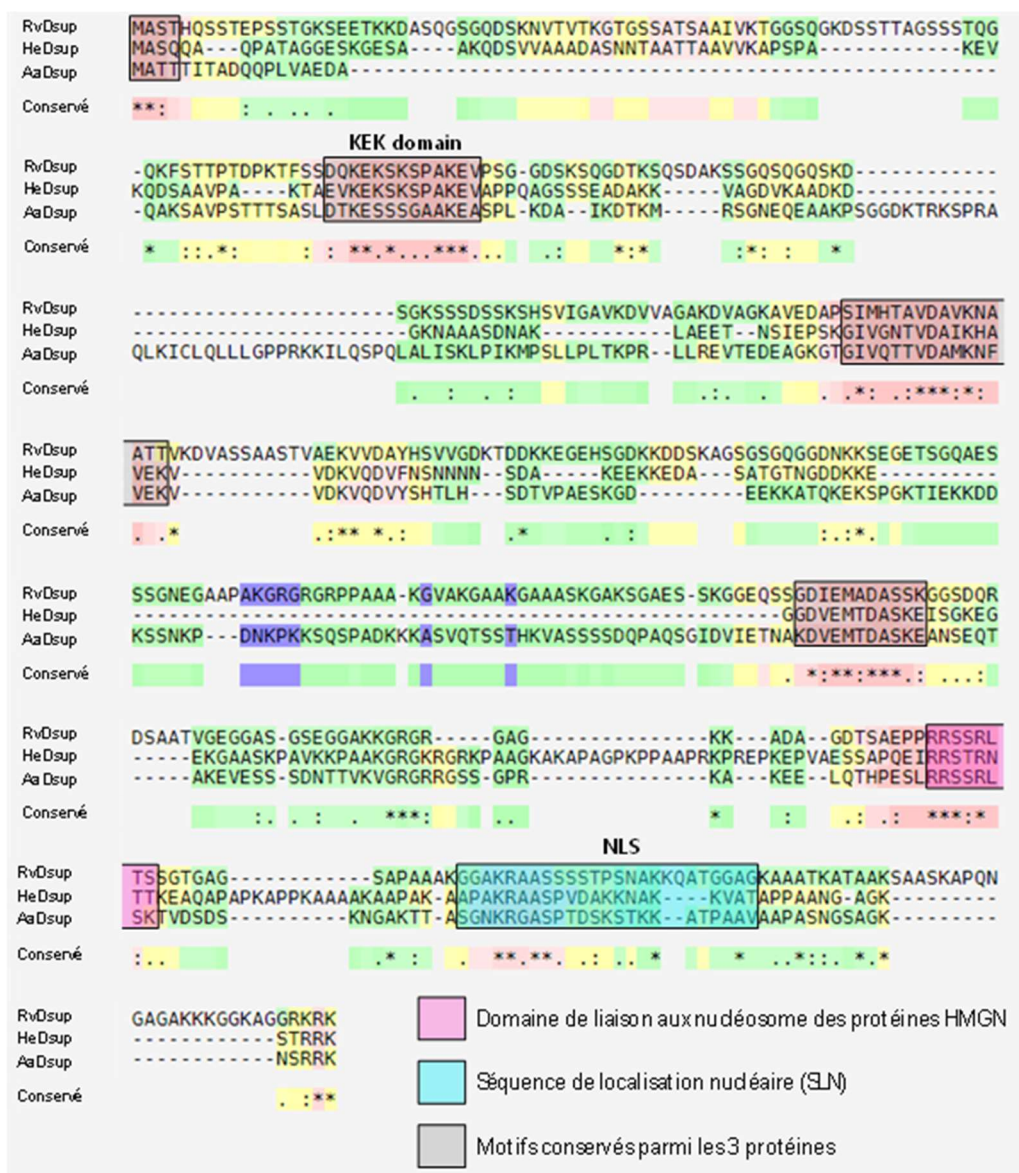 RvDsup MASTHQSSTEPSSTGKSEETKKDASQGSGQDSKNVTVTKGTGSSATSAAIVKTGGSQGKDSSTTAGSSSTQG
HeDsup MASQQA---QPATAGGESKGESA---AKQDSVVAAADASNNTAATTAAVVKAPSPA------------KEV
AaDsup MATTTITADQQPLVAEDA------------------------------------------------------
Conservé **: : . .. .
KEK domain
RvDsup -QKFSTTPTDPKTFSSDQKEKSKSPAKEVPSG-GDSKSQGDTKSQSDAKSSGQSQGQSKD------------
HeDsup KQDSAAVPA----KTAEVKEKSKSPAKEVAPPQAGSSSEADAKK-----VAGDVKAADKD------------
AaDsup -QAKSAVPSTTTSASLDTKESSSGAAKEASPL-KDA--IKDTKM-----RSGNEQEAAKPSGGDKTRKSPRA
Conservé * ::.*: : : **.*...***... .: *:* :*: : *
RvDsup ----------------------SGKSSSDSSKSHSVIGAVKDVVAGAKDVAGKAVEDAPSIMHTAVDAVKNA
HeDsup -----------------------GKNAAASDNAK-----------LAEET--NSIEPSKGIVGNTVDAIKHA
AaDsup QLKICLQLLLGPPRKKILQSPQLALISKLPIKMPSLLPLTKPR--LLREVTEDEAGKGTGIVQTTVDAMKNF
Conservé . : . : .:. . . .*: .:***:*:
RvDsup ATTVKDVASSAASTVAEKVVDAYHSVVGDKTDDKKEGEHSGDKKDDSKAGSGSGQGGDNKKSEGETSGQAES
HeDsup VEKV-----------VDKVQDVFNSNNNN--SDA----KEEKKEDA---SATGTNGDDKKE-----------
AaDsup VEKV-----------VDKVQDVYSHTLH---SDTVPAESKGD---------EEKKATQKEKSPGKTIEKKDD
Conservé . .* .:** *.: .* . : :.:*.
RvDsup SSGNEGAAPAKGRGRGRPPAAA-KGVAKGAAKGAAASKGAKSGAES-SKGGEQSSGDIEMADASSKGGSDQR
HeDsup ------------------------------------------------------GGDVEMTDASKEISGKEG
AaDsup KSSNKP---DNKPKKSQSPADKKKASVQTSSTHKVASSSSDQPAQSGIDVIETNAKDVEMTDASKEANSEQT
Conservé . *:**:***.: ...:
RvDsup DSAATVGEGGAS-GSEGGAKKGRGR---GAG---------------KK--ADA--GDTSAEPPRRSSRL
HeDsup -----EKGAASKPAVKKPAAKGRGKRGRKPAAGKAKAPAGPKPPAAPRKPREPKEPVAESSAPQEIRRSTRN
AaDsup -----AKEVESS-SDNTTVKVGRGRRGSS-GPR-------------KA--KEE--LQTHPESLRRSSRL
Conservé :. . : . ***: .. * : .: .: ***:*
NLS
RvDsup TSSGTGAG------------SAPAAAKGGAKRAASSSSTPSNAKKQATGGAGKAAATKATAAKSAASKAPQN
HeDsup TTKEAQAPAPKAPPKAAAAKAAPAK-AAPAKRAASPVDAKKNAK----KVATAPPAANG-AGK---------
AaDsup SKTVDSDS----------KNGAKTT-ASGNKRGASPTDSKSTKK--ATPAAVAAPASNGSAGK---------
Conservé :.. .* : . **.**. .: .. * * ..*::. *.*
RvDsup GAGAKKKGGKAGGRKRK
HeDsup ------------STRRK
AaDsup ------------NSRRK
Conservé . :**
Domaine de liaison aux nucléosome des protéines HMGN
Séquence de localisation nucléaire (SLN)
Motifs conservés parmi les 3 protéines